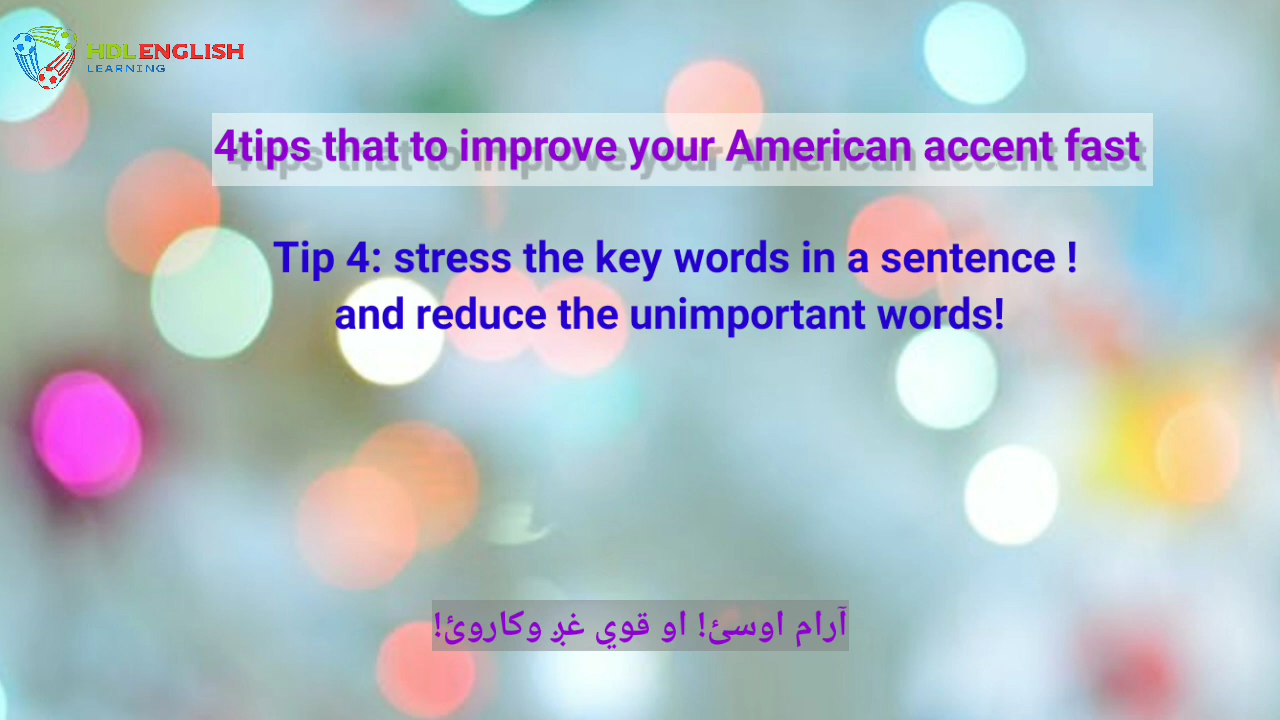 HDLENGLISH
LEARNING
4tips that to improve your American accent fast
Tip 4: stress the key words in a sentence !
and reduce the unimportant words!
آرام اوسئ! او قوي غږ وکاروئ!